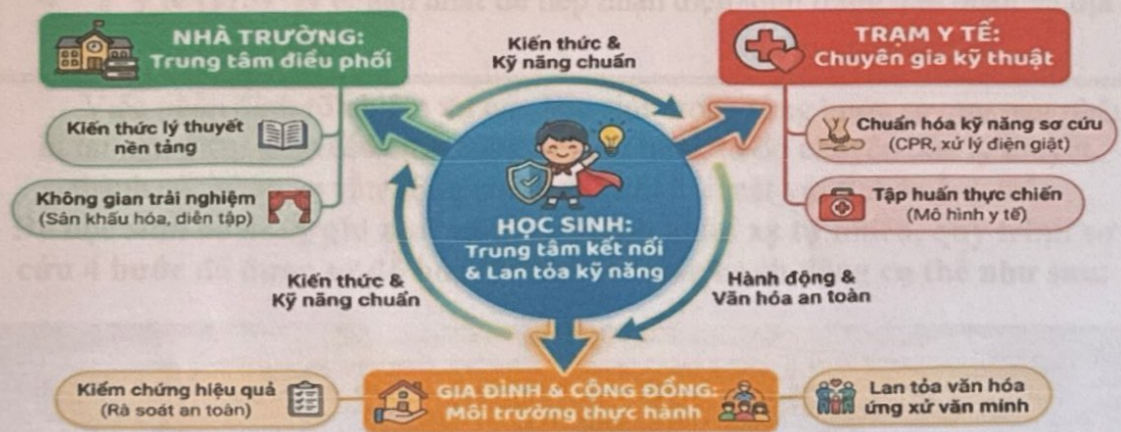 NHÀ TRƯỜNG:
Trung tâm điều phối
Kiến thức lý thuyết
nền tảng
Không gian trải nghiệm
(Sân khấu hóa, diễn tập)
Kiến thức &
Kỹ năng chuẩn
TRẠM Y TẾ:
Chuyên gia kỹ thuật
Chuẩn hóa kỹ năng sơ cứu
(CPR, xử lý điện giật)
Tập huấn thực chiến
(Mô hình y tế)
HỌC SINH:
Trung tâm kết nối
& Lan tỏa kỹ năng
Kiến thức &
Kỹ năng chuẩn
Hành động &
Văn hóa an toàn
Kiểm chứng hiệu quả
(Rà soát an toàn)
GIA ĐÌNH & CỘNG ĐỒNG:
Môi trường thực hành
Lan tỏa văn hóa
ứng xử văn minh